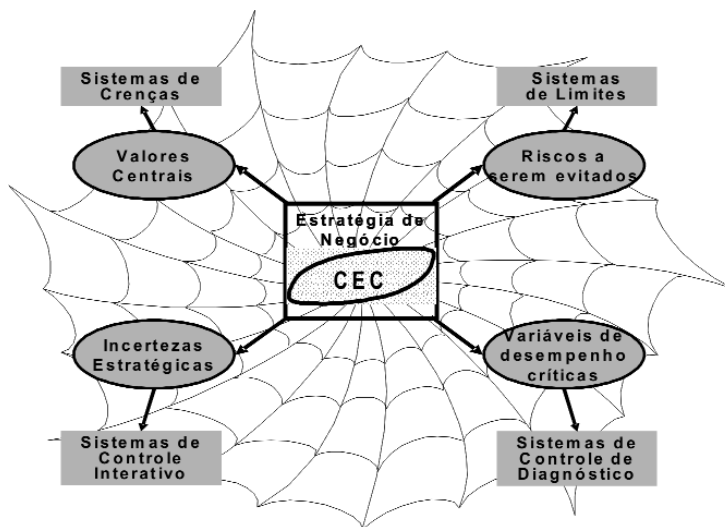 Sistemas de
Crenças
Sistemas
de Limites
Valores
Centrais
Riscos a
serem evitados
Estratégia de
Negócio
CEC
Incertezas
Estratégicas
Variáveis de
desempenho
críticas
Sistemas de
Controle
Interativo
Sistemas de
Controle de
Diagnóstico